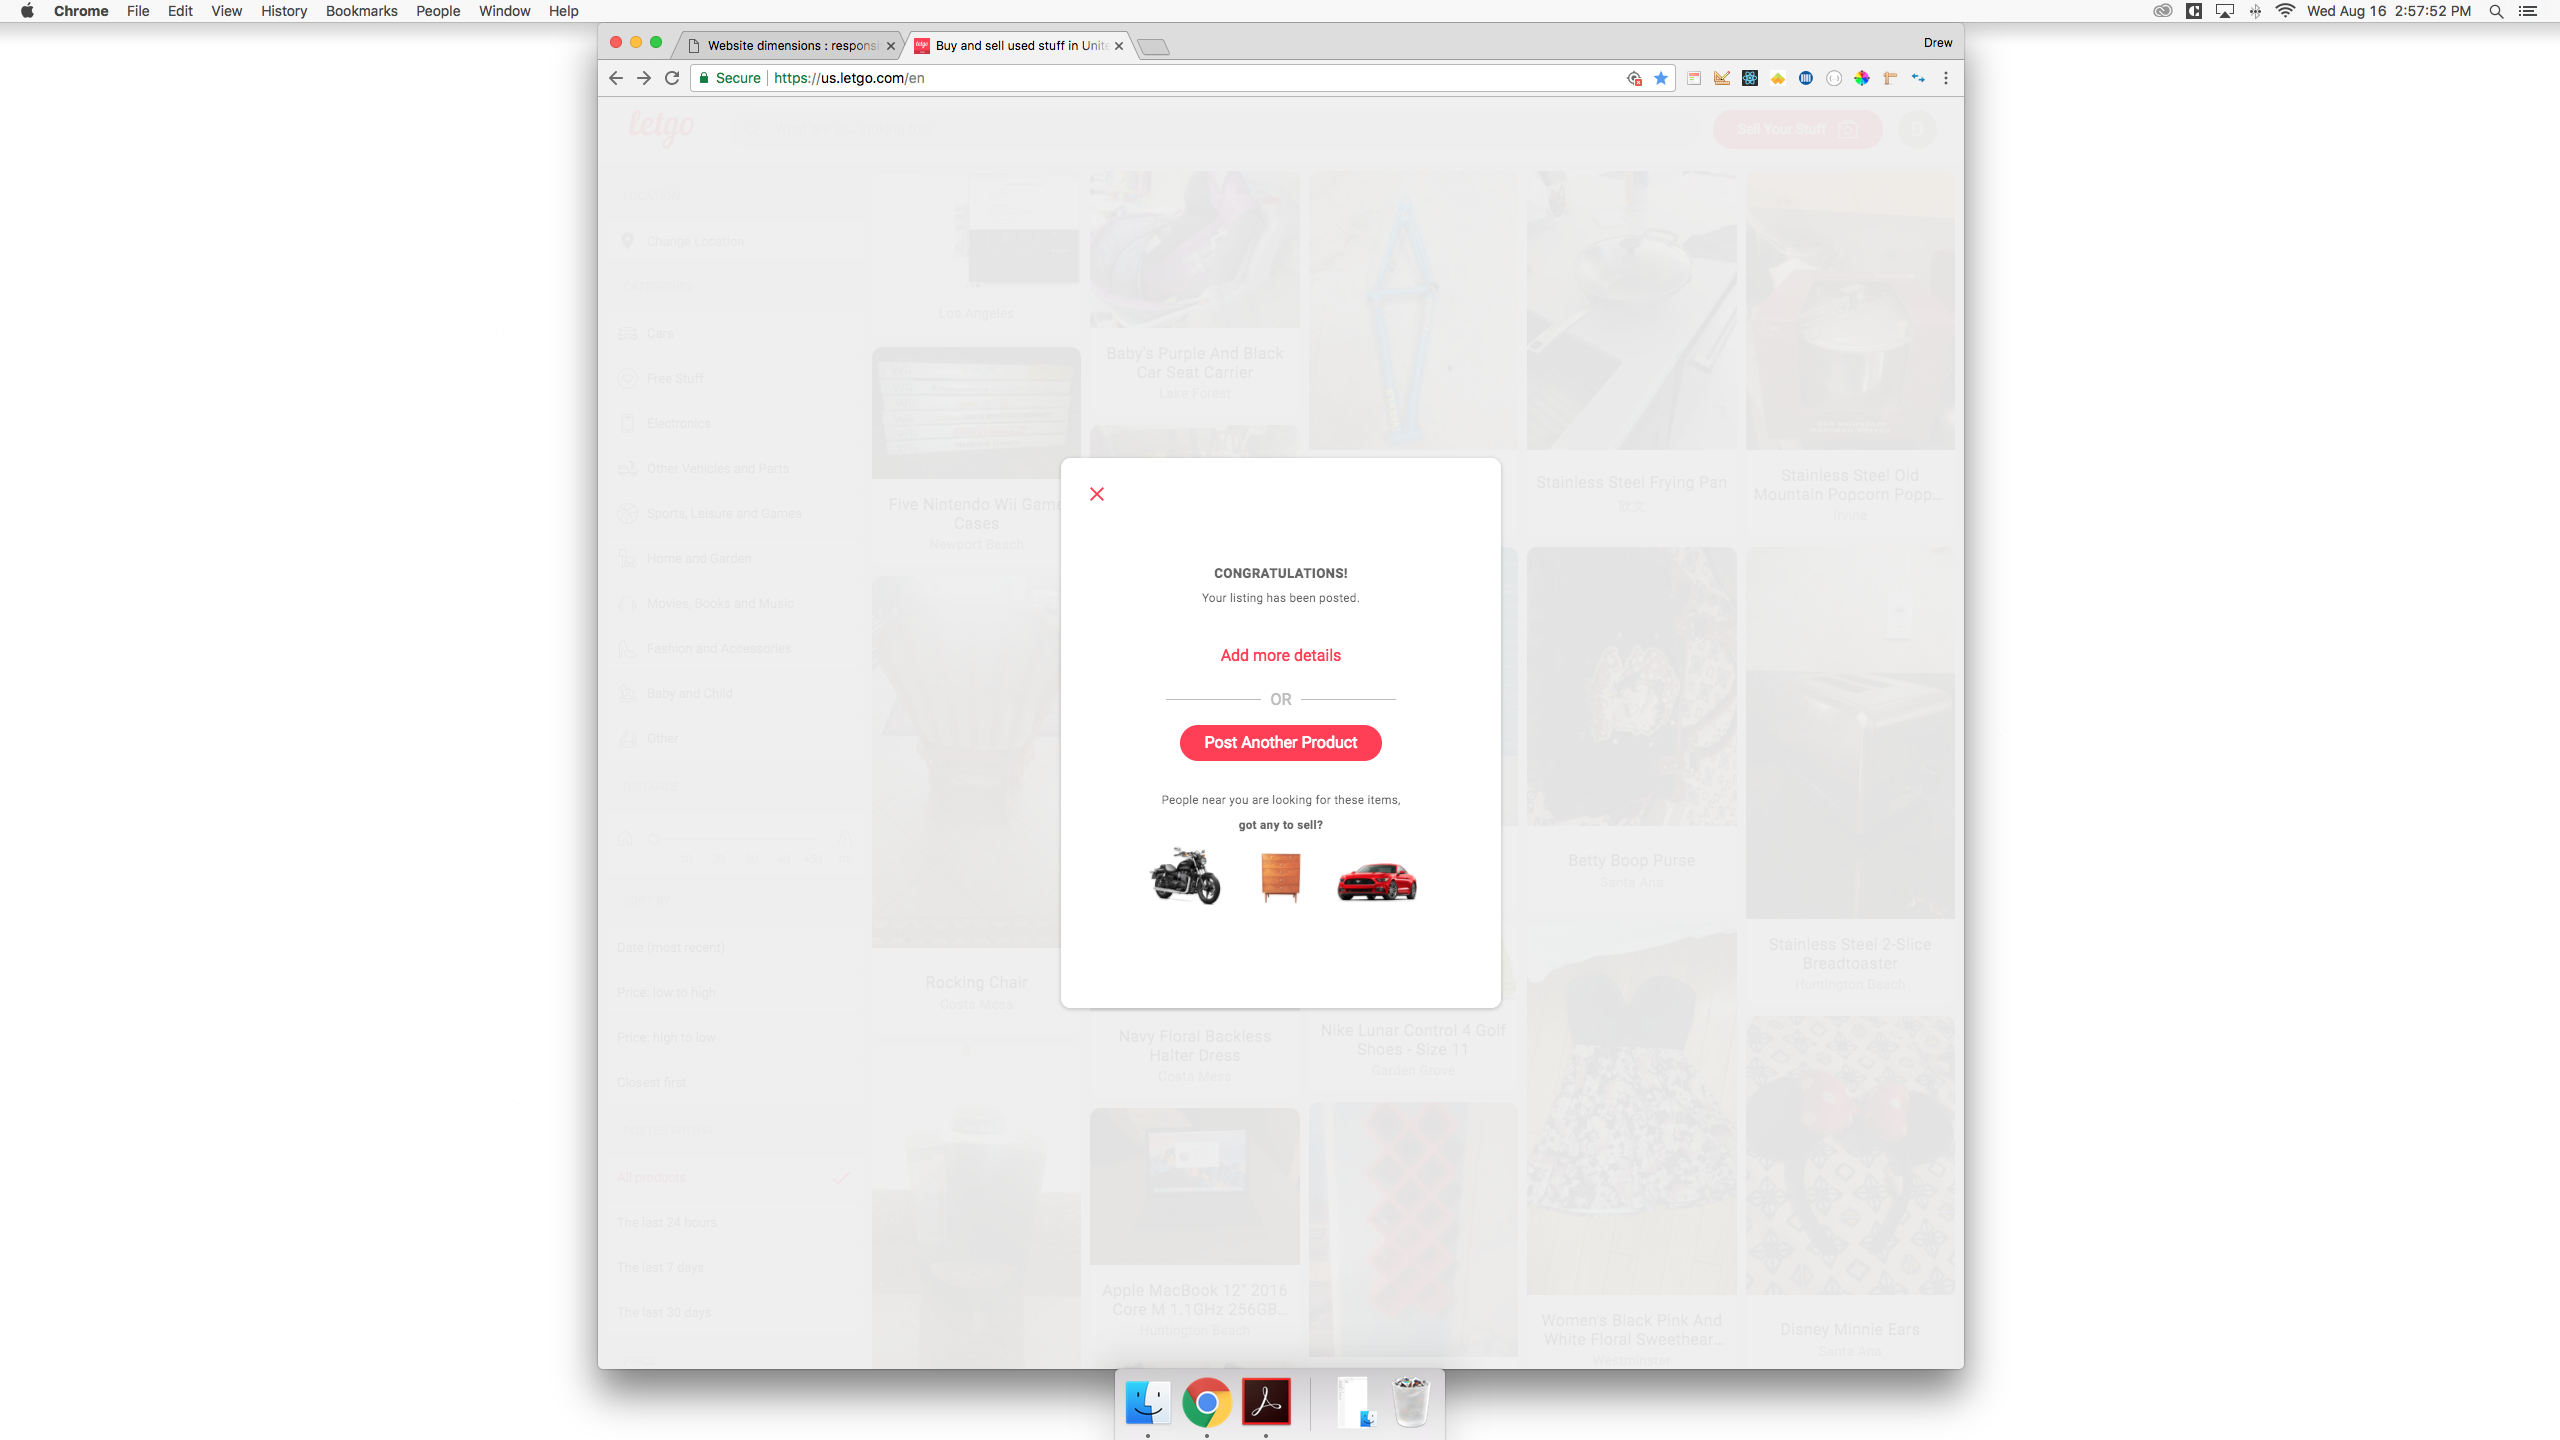 Chrome File Edit View History Bookmarks People Window Help
Wed Aug 16 2:57:52 PM
Website dimensions : responsi
Buy and sell used stuff in Unite
Drew
Secure
https://us.letgo.com/en
letgo
Sell Your Stuff
D
LOCATION
Change Location
CATEGORIES
Cars
Free Stuff
Electronics
Other Vehicles and Parts
Sports, Leisure and Games
Home and Garden
Movies, Books and Music
Fashion and Accessories
Baby and Child
Other
DISTANCE
SORT BY
Date (most recent)
Price: low to high
Price: high to low
Closest first
POSTED WITHIN
All products
The last 24 hours
The last 7 days
The last 30 days
Los Angeles
Five Nintendo Wii Game
Cases
Newport Beach
Rocking Chair
Costa Mesa
Baby's Purple And Black
Car Seat Carrier
Lake Forest
Navy Floral Backless
Halter Dress
Costa Mesa
Apple MacBook 12" 2016
Core M 1.1GHz 256GB...
Huntington Beach
Nike Lunar Control 4 Golf
Shoes - Size 11
Garden Grove
Stainless Steel Frying Pan
Betty Boop Purse
Santa Ana
Women's Black Pink And
White Floral Sweethear...
Westminster
Stainless Steel Old
Mountain Popcorn Popp...
Irvine
Stainless Steel 2-Slice
Breadtoaster
Huntington Beach
Disney Minnie Ears
Santa Ana
CONGRATULATIONS!
Your listing has been posted.
Add more details
OR
Post Another Product
People near you are looking for these items,
got any to sell?